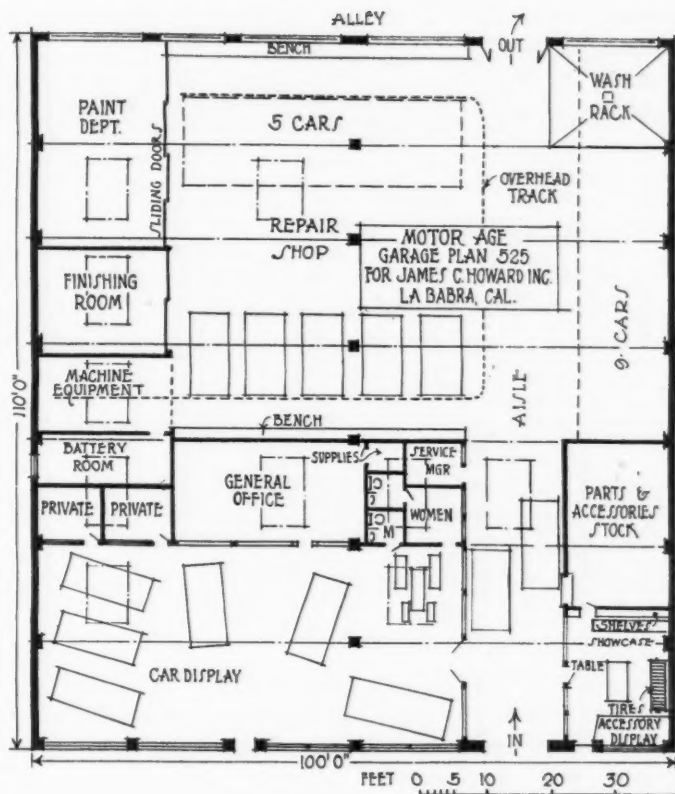 ALLEY
BENCH
OUT
WASH
RACK
PAINT
DEPT.
5 CARS
SLIDING DOORS
OVERHEAD
TRACK
REPAIR
SHOP
MOTOR AGE
GARAGE PLAN 525
FOR JAMES C. HOWARD INC.
LA BABRA, CAL.
FINISHING
ROOM
9 CARS
110'0"
MACHINE
EQUIPMENT
AISLE
BENCH
BATTERY
ROOM
SUPPLIES
SERVICE
MGR
GENERAL
OFFICE
PARTS &
ACCESSORIES
STOCK
PRIVATE
PRIVATE
WOMEN
M
SHELVES
SHOWCASE
CAR DISPLAY
TABLE
TIRES
ACCESSORY
DISPLAY
IN
100'0"
FEET 0 5 10 20 30